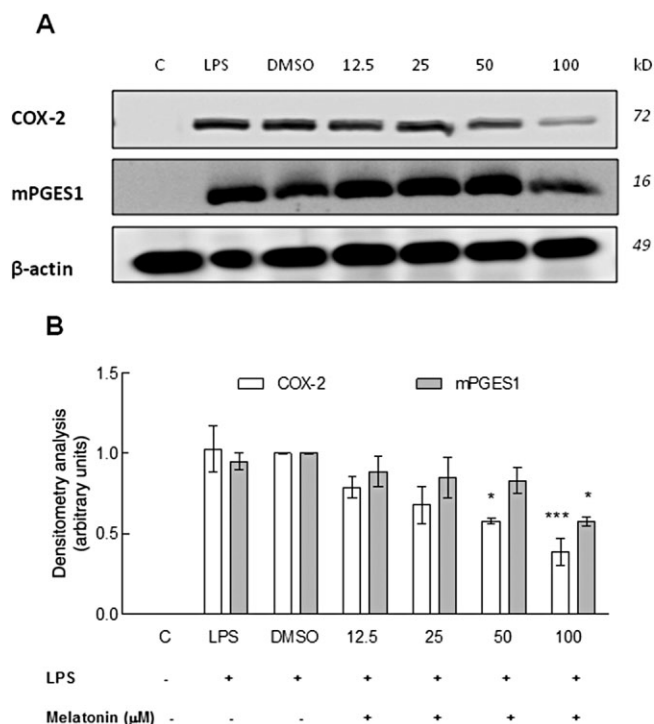 A
C LPS DMSO 12.5 25 50 100 kD
COX-2 72
mPGES1 16
β-actin 49
B
1.5
COX-2 mPGES1
1.0
0.5
0.0
Densitometry analysis
(arbitrary units)
* *** *
C LPS DMSO 12.5 25 50 100
LPS - + + + + + +
Melatonin (μM) - - - + + + +